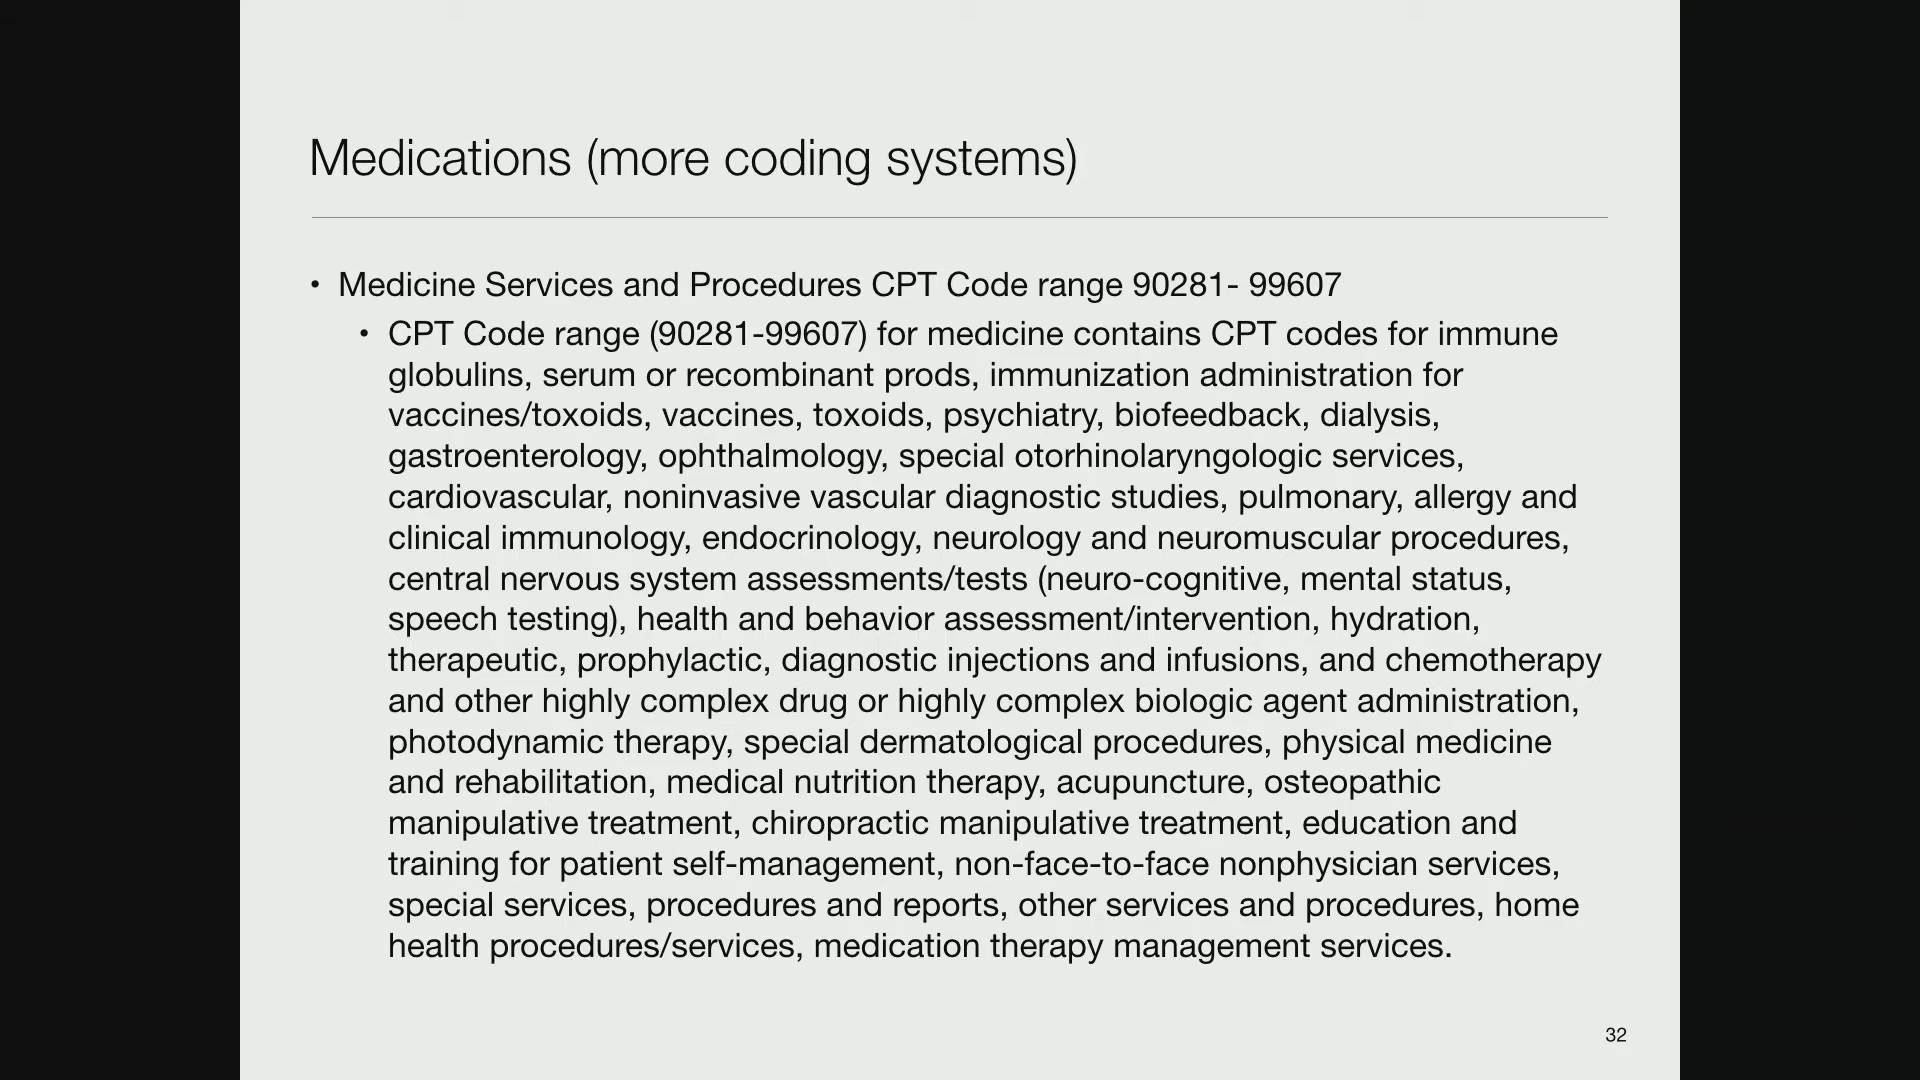 Medications (more coding systems)
• Medicine Services and Procedures CPT Code range 90281- 99607
• CPT Code range (90281-99607) for medicine contains CPT codes for immune
globulins, serum or recombinant prods, immunization administration for
vaccines/toxoids, vaccines, toxoids, psychiatry, biofeedback, dialysis,
gastroenterology, ophthalmology, special otorhinolaryngologic services,
cardiovascular, noninvasive vascular diagnostic studies, pulmonary, allergy and
clinical immunology, endocrinology, neurology and neuromuscular procedures,
central nervous system assessments/tests (neuro-cognitive, mental status,
speech testing), health and behavior assessment/intervention, hydration,
therapeutic, prophylactic, diagnostic injections and infusions, and chemotherapy
and other highly complex drug or highly complex biologic agent administration,
photodynamic therapy, special dermatological procedures, physical medicine
and rehabilitation, medical nutrition therapy, acupuncture, osteopathic
manipulative treatment, chiropractic manipulative treatment, education and
training for patient self-management, non-face-to-face nonphysician services,
special services, procedures and reports, other services and procedures, home
health procedures/services, medication therapy management services.
32